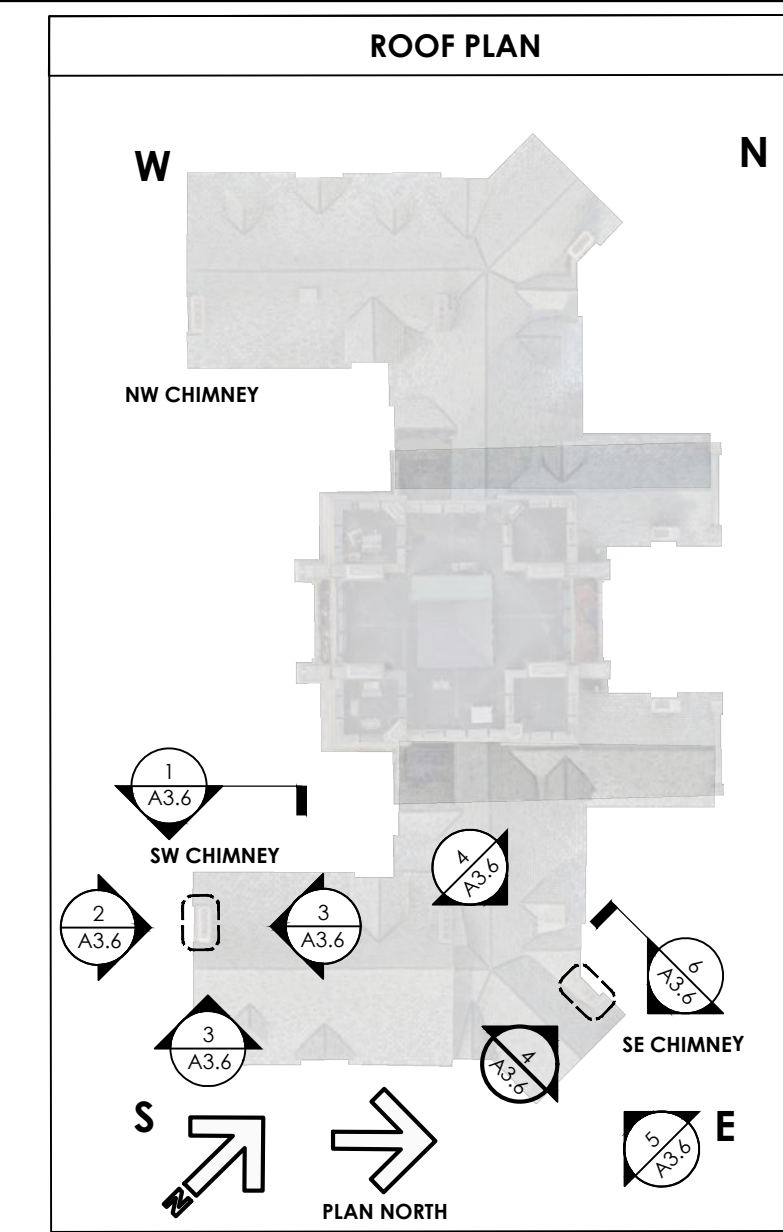 ROOF PLAN
W
N
NW CHIMNEY
1
A3.6
SW CHIMNEY
2
A3.6
3
A3.6
4
A3.6
6
A3.6
3
A3.6
4
A3.6
SE CHIMNEY
S
N
PLAN NORTH
5
A3.6
E